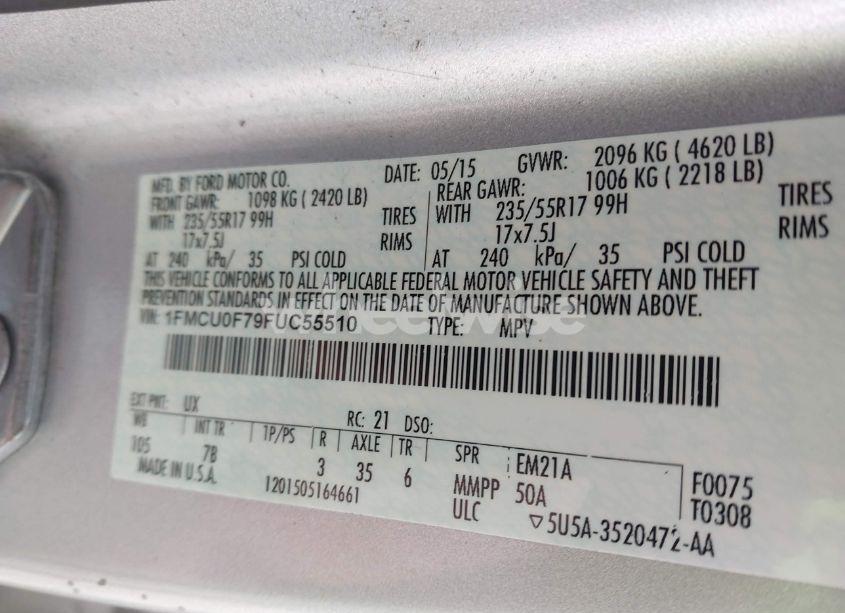 MFD. BY FORD MOTOR CO. DATE: 05/15 GVWR: 2096 KG ( 4620 LB)
FRONT GAWR: 1098 KG ( 2420 LB) REAR GAWR: 1006 KG ( 2218 LB)
WITH 235/55R17 99H TIRES WITH 235/55R17 99H TIRES
17x7.5J RIMS 17x7.5J RIMS
AT 240 kPa/ 35 PSI COLD AT 240 kPa/ 35 PSI COLD
THIS VEHICLE CONFORMS TO ALL APPLICABLE FEDERAL MOTOR VEHICLE SAFETY AND THEFT
PREVENTION STANDARDS IN EFFECT ON THE DATE OF MANUFACTURE SHOWN ABOVE.
VIN: 1FMCU0F79FUC55510 TYPE: MPV
EXT PNT: UX RC: 21 DSO:
WB INT TR 1P/PS R AXLE TR SPR EM21A F0075
105 7B 3 35 6 MMPP 50A T0308
MADE IN U.S.A. 1201505164661 ULC ▽5U5A-3520472-AA